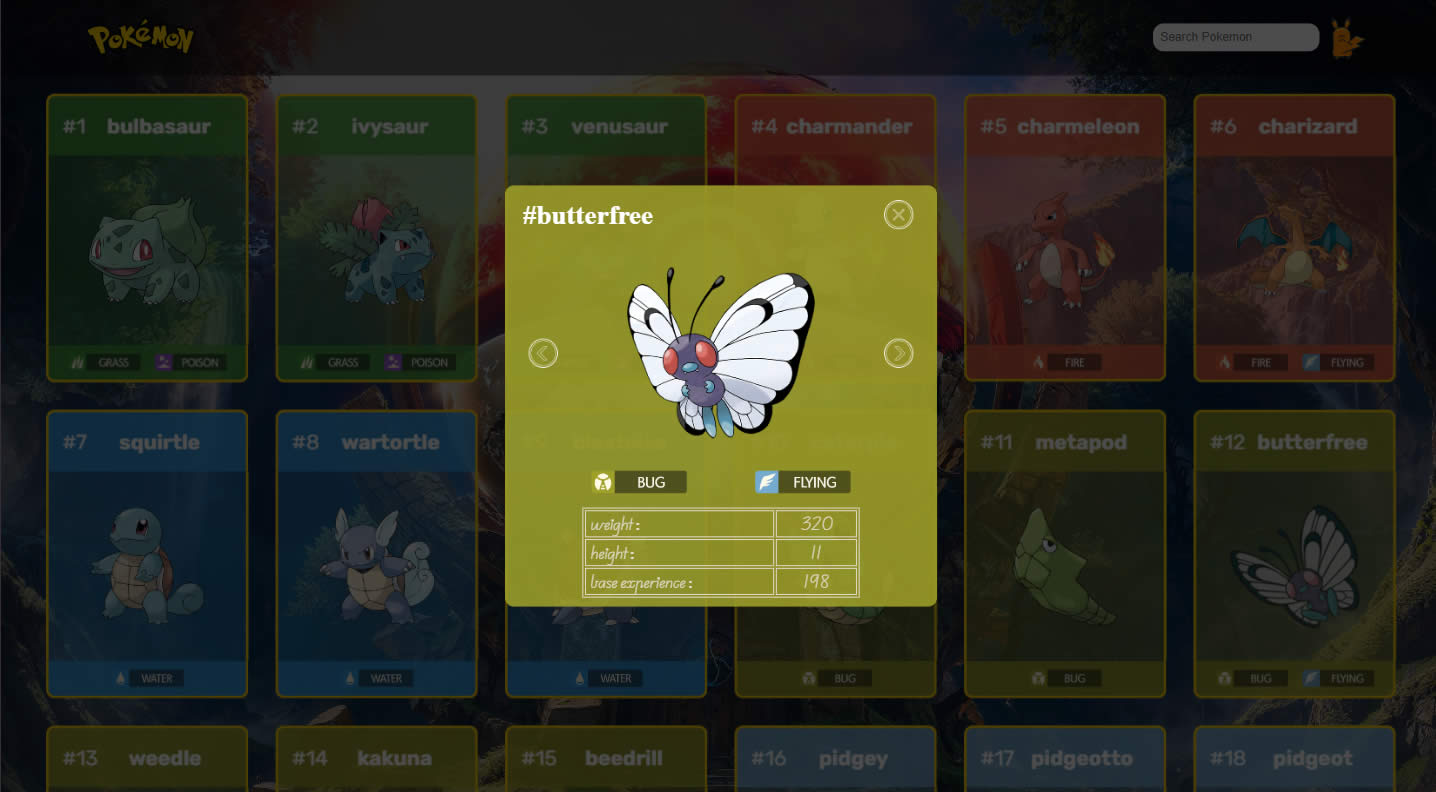 Pokémon
Search Pokemon
#1 bulbasaur
#2 ivysaur
#3 venusaur
#4 charmander
#5 charmeleon
#6 charizard
#butterfree
GRASS POISON
GRASS POISON
FIRE
FIRE FLYING
#7 squirtle
#8 wartortle
#11 metapod
#12 butterfree
BUG FLYING
weight: 320
height: 11
base experience: 198
WATER
WATER
WATER
BUG
BUG
BUG FLYING
#13 weedle
#14 kakuna
#15 beedrill
#16 pidgey
#17 pidgeotto
#18 pidgeot